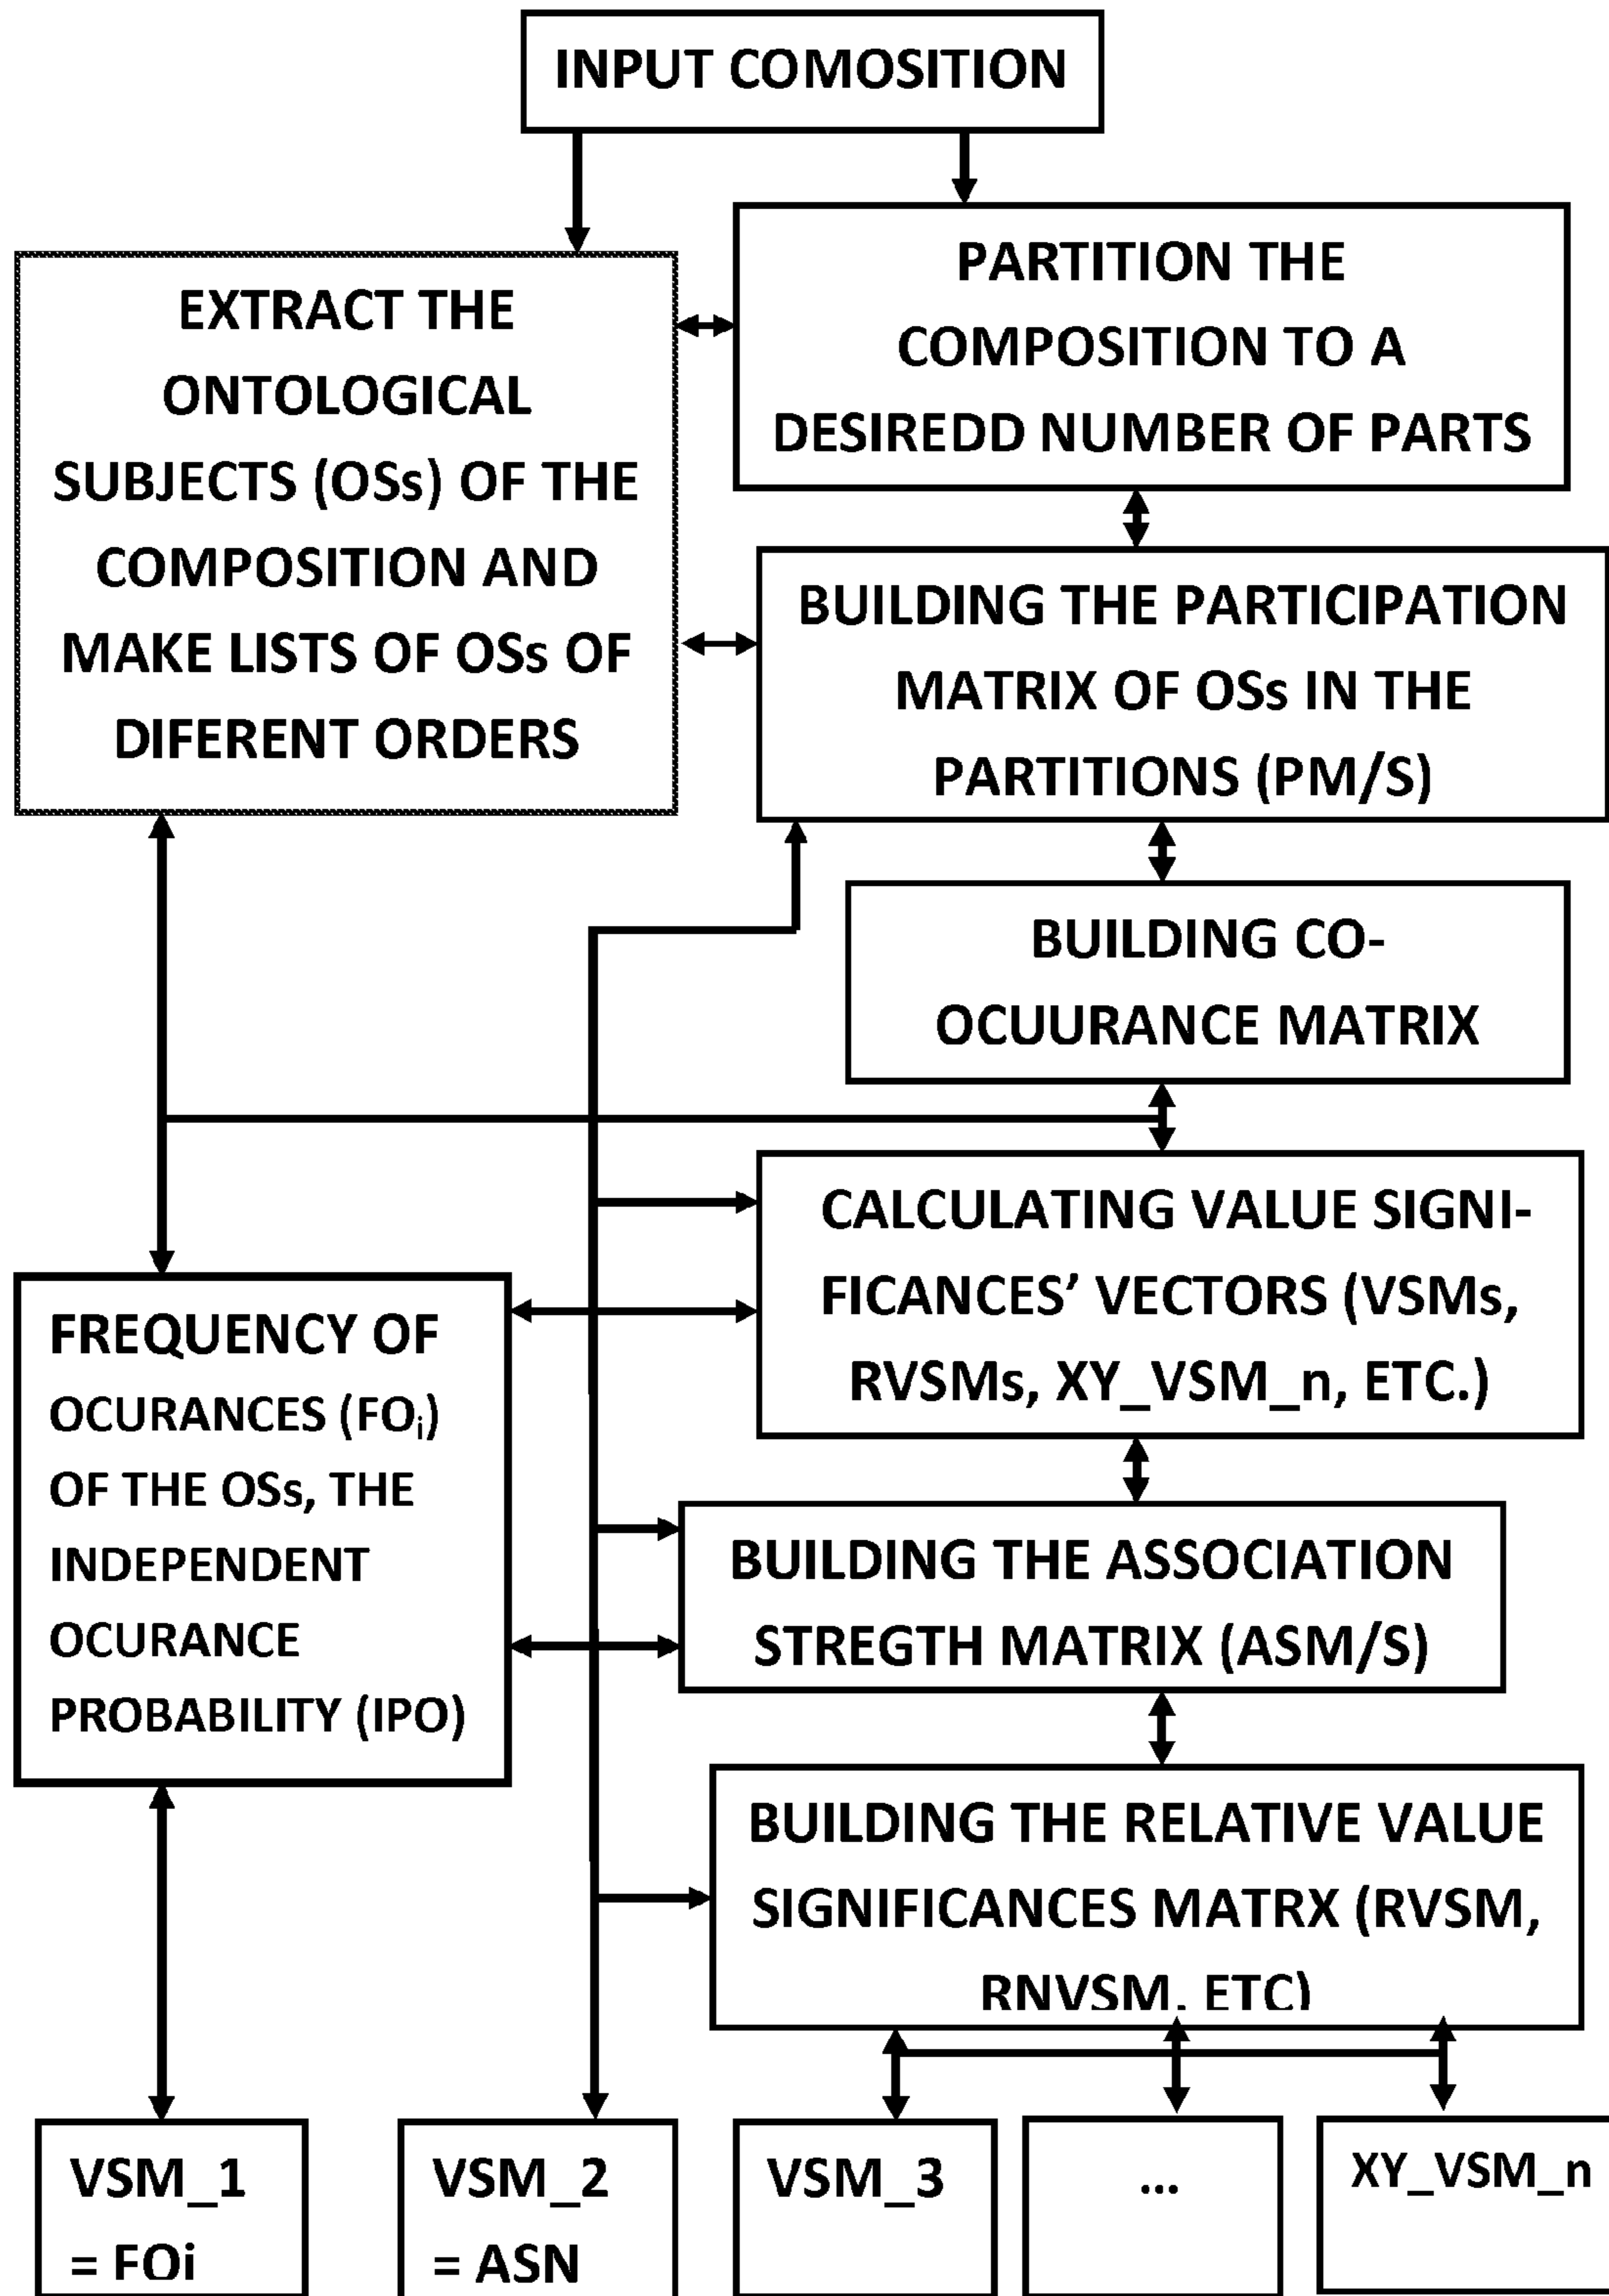 INPUT COMOSITION
EXTRACT THE
ONTOLOGICAL
SUBJECTS (OSs) OF THE
COMPOSITION AND
MAKE LISTS OF OSs OF
DIFERENT ORDERS
PARTITION THE
COMPOSITION TO A
DESIREDD NUMBER OF PARTS
BUILDING THE PARTICIPATION
MATRIX OF OSs IN THE
PARTITIONS (PM/S)
BUILDING CO-
OCUURANCE MATRIX
CALCULATING VALUE SIGNI-
FICANCES’ VECTORS (VSMs,
RVSMs, XY_VSM_n, ETC.)
FREQUENCY OF
OCURANCES (FOi)
OF THE OSs, THE
INDEPENDENT
OCURANCE
PROBABILITY (IPO)
BUILDING THE ASSOCIATION
STREGTH MATRIX (ASM/S)
BUILDING THE RELATIVE VALUE
SIGNIFICANCES MATRX (RVSM,
RNVSM, ETC)
VSM_1
= FOi
VSM_2
= ASN
VSM_3
...
XY_VSM_n